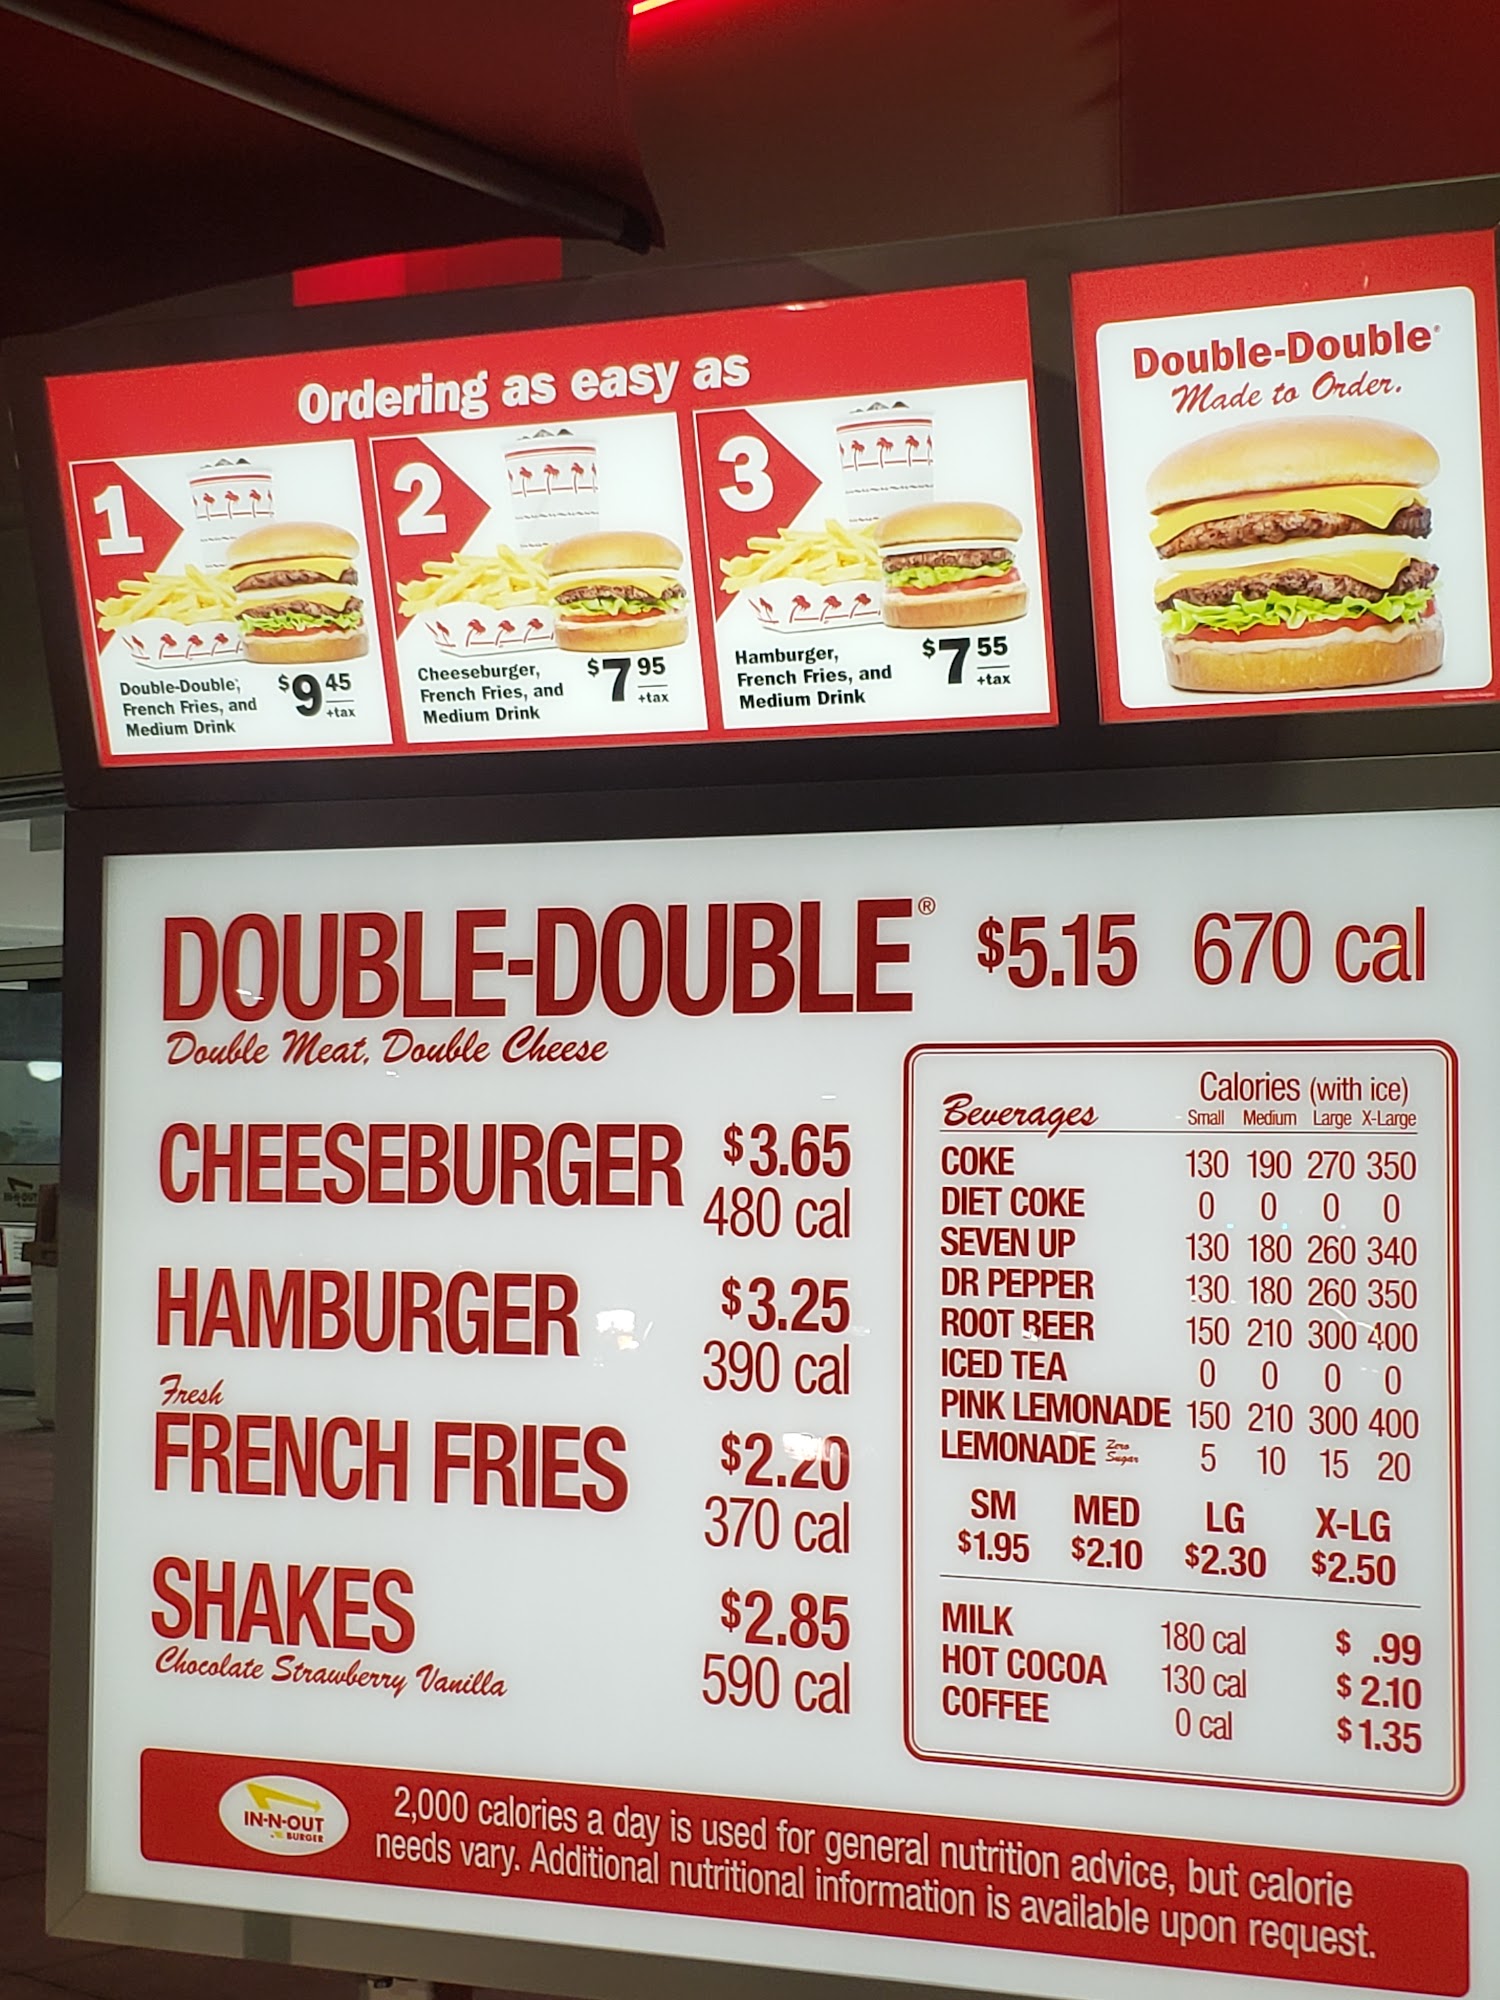 Ordering as easy as
1
Double-Double®,
French Fries, and
Medium Drink
$9 45
+tax
2
Cheeseburger,
French Fries, and
Medium Drink
$7 95
+tax
3
Hamburger,
French Fries, and
Medium Drink
$7 55
+tax
Double-Double®
Made to Order.
DOUBLE-DOUBLE® $5.15 670 cal
Double Meat, Double Cheese
CHEESEBURGER $3.65
480 cal
HAMBURGER $3.25
390 cal
Fresh
FRENCH FRIES $2.20
370 cal
SHAKES $2.85
Chocolate Strawberry Vanilla 590 cal
Calories (with ice)
Beverages Small Medium Large X-Large
COKE 130 190 270 350
DIET COKE 0 0 0 0
SEVEN UP 130 180 260 340
DR PEPPER 130 180 260 350
ROOT BEER 150 210 300 400
ICED TEA 0 0 0 0
PINK LEMONADE 150 210 300 400
LEMONADE Zero Sugar 5 10 15 20
SM MED LG X-LG
$1.95 $2.10 $2.30 $2.50
MILK 180 cal $ .99
HOT COCOA 130 cal $2.10
COFFEE 0 cal $1.35
IN-N-OUT
BURGER
2,000 calories a day is used for general nutrition advice, but calorie
needs vary. Additional nutritional information is available upon request.